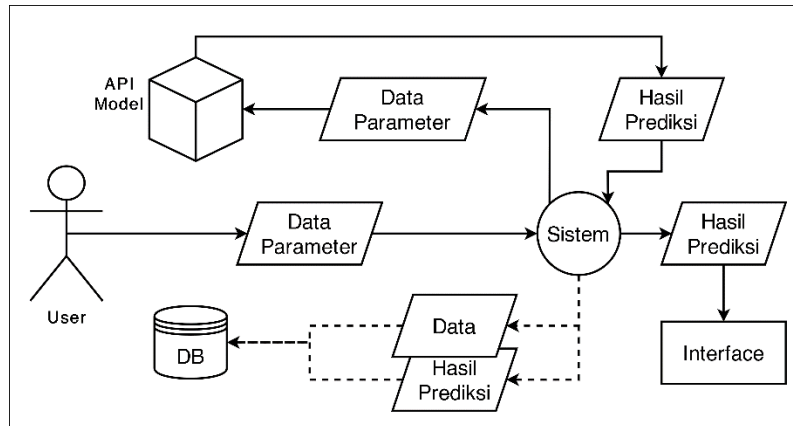 API
Model
Data
Parameter
Hasil
Prediksi
User
Data
Parameter
Sistem
Hasil
Prediksi
DB
Data
Hasil
Prediksi
Interface